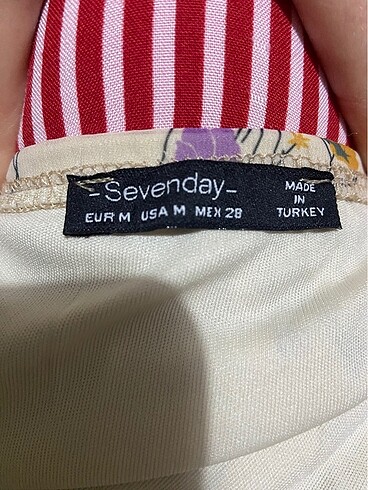 -Sevenday-
EUR M USA M MEX 28
MADE
IN
TURKEY